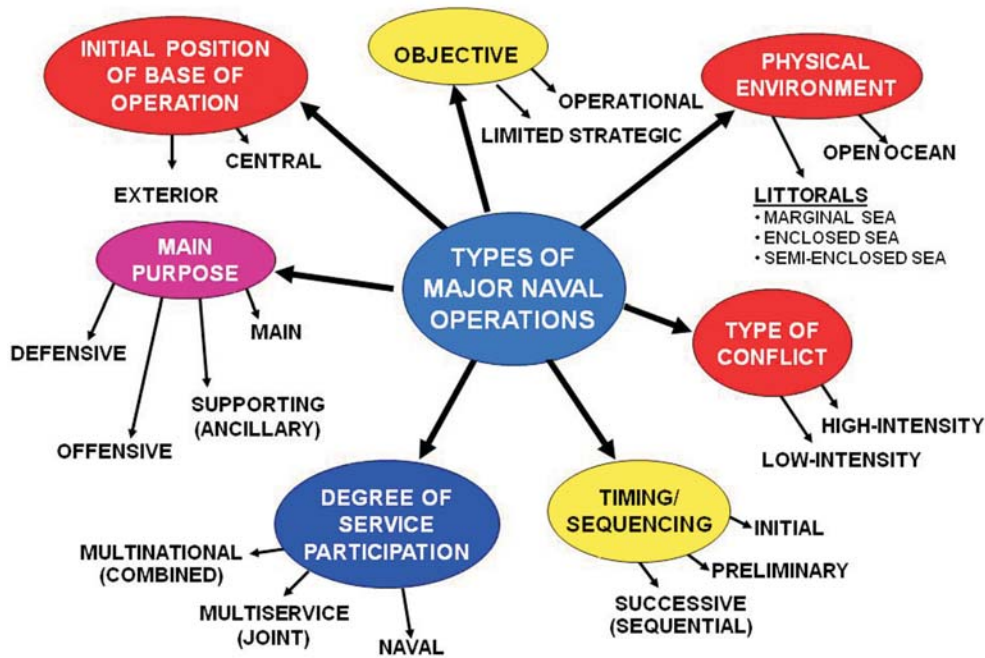 INITIAL POSITION
OF BASE OF
OPERATION
CENTRAL
EXTERIOR
OBJECTIVE
OPERATIONAL
LIMITED STRATEGIC
PHYSICAL
ENVIRONMENT
OPEN OCEAN
LITTORALS
• MARGINAL SEA
• ENCLOSED SEA
• SEMI-ENCLOSED SEA
TYPES OF
MAJOR NAVAL
OPERATIONS
MAIN
PURPOSE
MAIN
DEFENSIVE
SUPPORTING
(ANCILLARY)
OFFENSIVE
TYPE OF
CONFLICT
HIGH-INTENSITY
LOW-INTENSITY
DEGREE OF
SERVICE
PARTICIPATION
MULTINATIONAL
(COMBINED)
MULTISERVICE
(JOINT)
NAVAL
TIMING/
SEQUENCING
INITIAL
PRELIMINARY
SUCCESSIVE
(SEQUENTIAL)